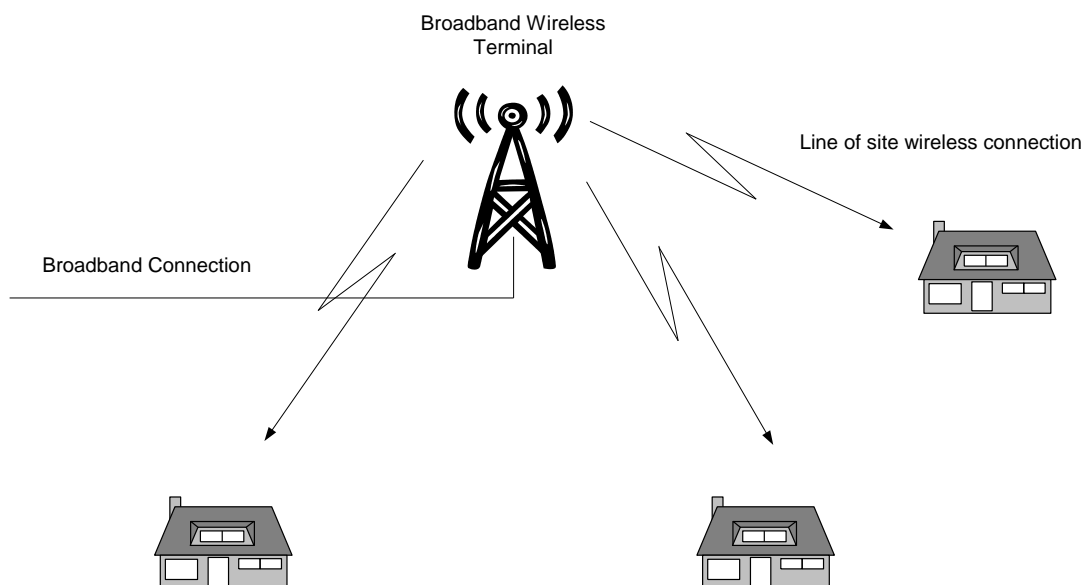 Broadband Wireless
Terminal
Line of site wireless connection
Broadband Connection